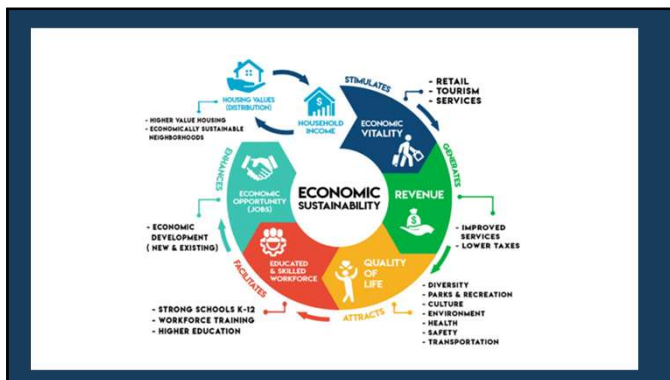 STIMULATES
- RETAIL
- TOURISM
- SERVICES
HOUSING VALUES
(DISTRIBUTION)
- HIGHER VALUE HOUSING
- ECONOMICALLY SUSTAINABLE
NEIGHBORHOODS
HOUSEHOLD
INCOME
ECONOMIC
VITALITY
GENERATES
ENHANCES
ECONOMIC
OPPORTUNITY
(JOBS)
ECONOMIC
SUSTAINABILITY
REVENUE
- IMPROVED
SERVICES
- LOWER TAXES
- ECONOMIC
DEVELOPMENT
( NEW & EXISTING)
EDUCATED
& SKILLED
WORKFORCE
QUALITY
OF
LIFE
FACILITATES
- STRONG SCHOOLS K-12
- WORKFORCE TRAINING
- HIGHER EDUCATION
ATTRACTS
- DIVERSITY
- PARKS & RECREATION
- CULTURE
- ENVIRONMENT
- HEALTH
- SAFETY
- TRANSPORTATION